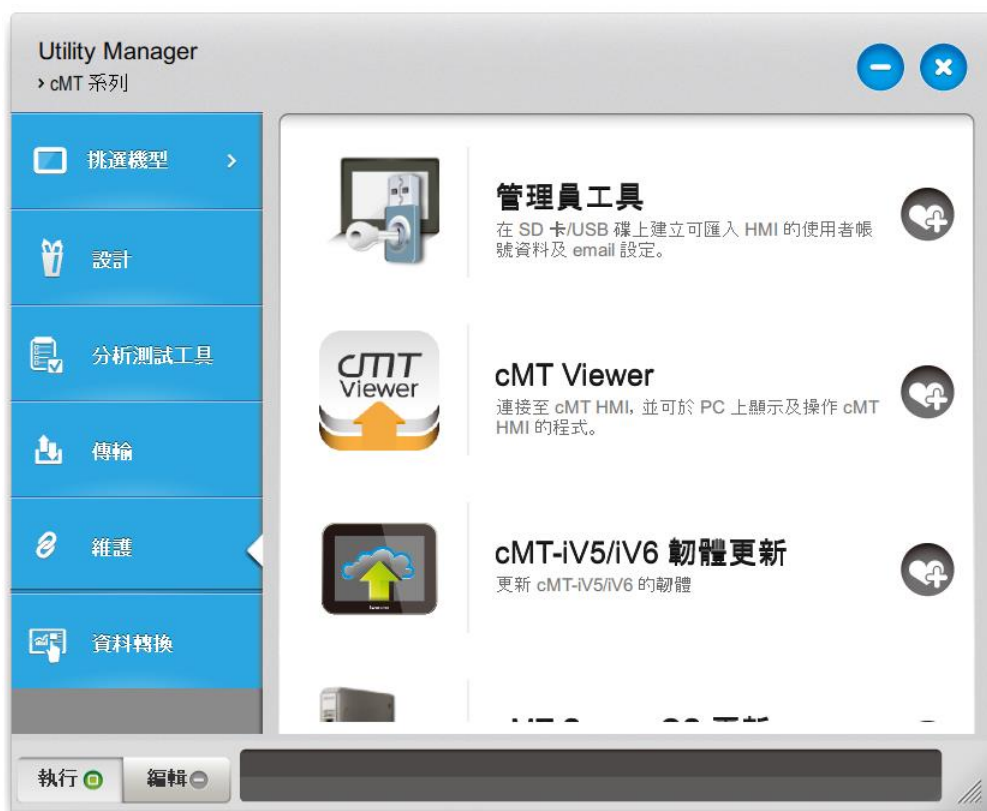 Utility Manager
› cMT 系列
挑選機型 ›
設計
分析測試工具
傳輸
維護
資料轉換
管理員工具
在 SD 卡/USB 碟上建立可匯入 HMI 的使用者帳
號資料及 email 設定。
cMT
Viewer
cMT Viewer
連接至 cMT HMI, 並可於 PC 上顯示及操作 cMT
HMI 的程式。
cMT-iV5/iV6 韌體更新
更新 cMT-iV5/iV6 的韌體
執行
編輯